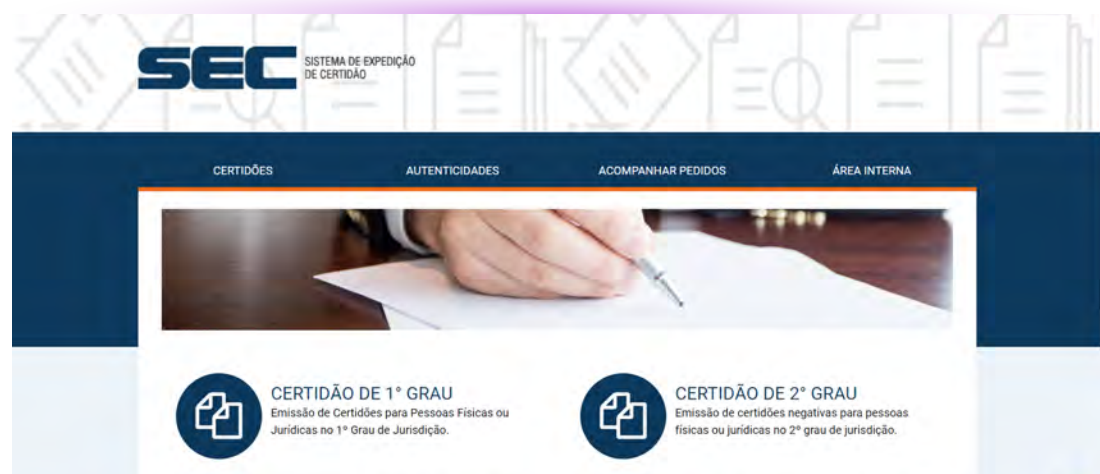 SEC
SISTEMA DE EXPEDIÇÃO
DE CERTIDÃO
CERTIDÕES
AUTENTICIDADES
ACOMPANHAR PEDIDOS
ÁREA INTERNA
CERTIDÃO DE 1° GRAU
Emissão de Certidões para Pessoas Físicas ou
Jurídicas no 1º Grau de Jurisdição.
CERTIDÃO DE 2° GRAU
Emissão de certidões negativas para pessoas
físicas ou jurídicas no 2º grau de jurisdição.